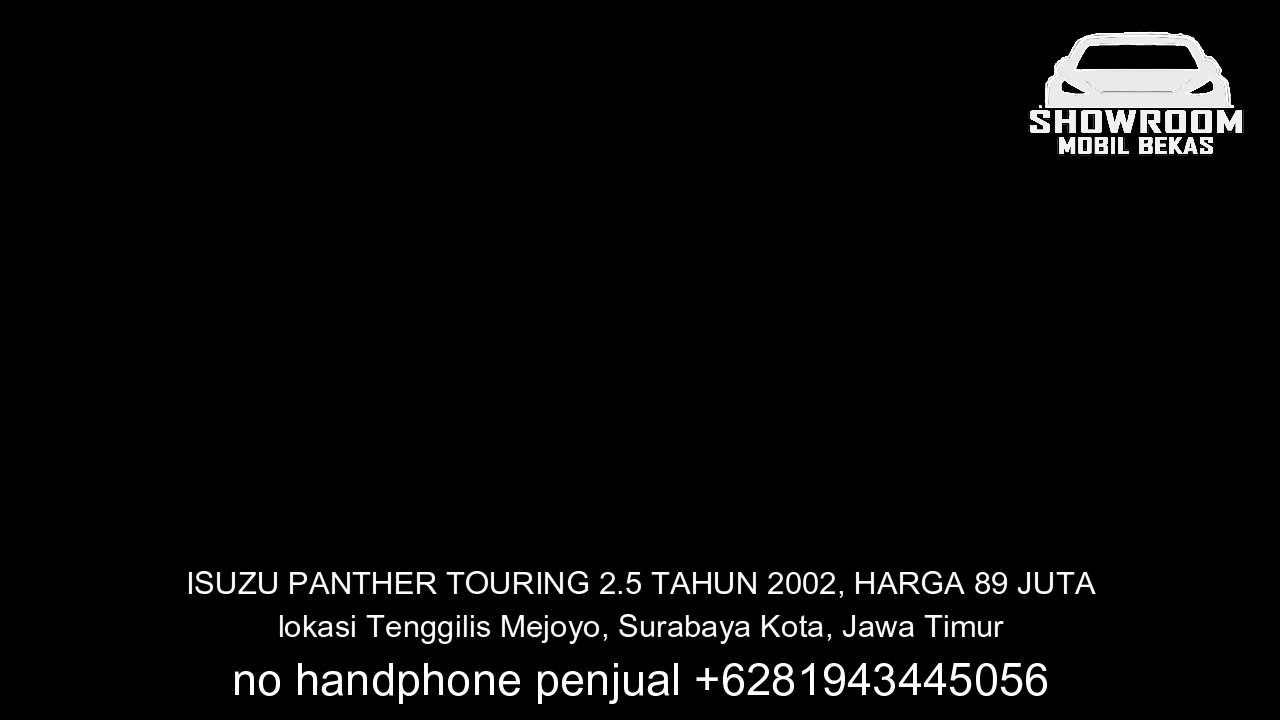 SHOWROOM
MOBIL BEKAS
ISUZU PANTHER TOURING 2.5 TAHUN 2002, HARGA 89 JUTA
lokasi Tenggilis Mejoyo, Surabaya Kota, Jawa Timur
no handphone penjual +6281943445056